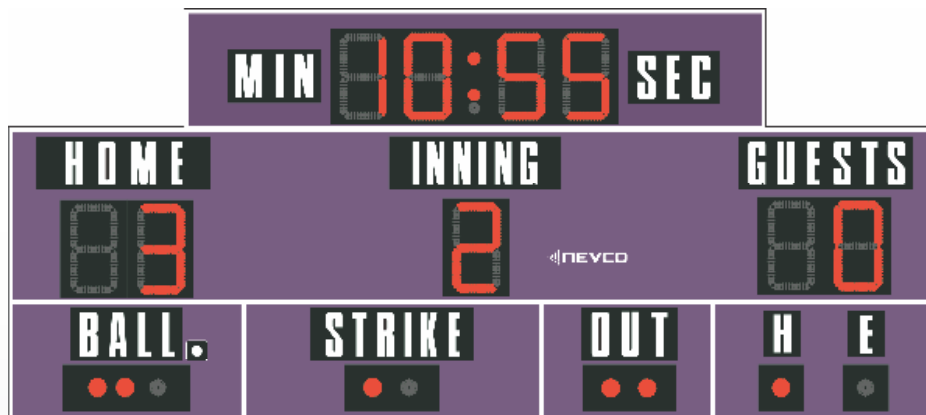 MIN 10:55 SEC
HOME INNING GUESTS
3 2 0
NEVCO
BALL. STRIKE OUT H E